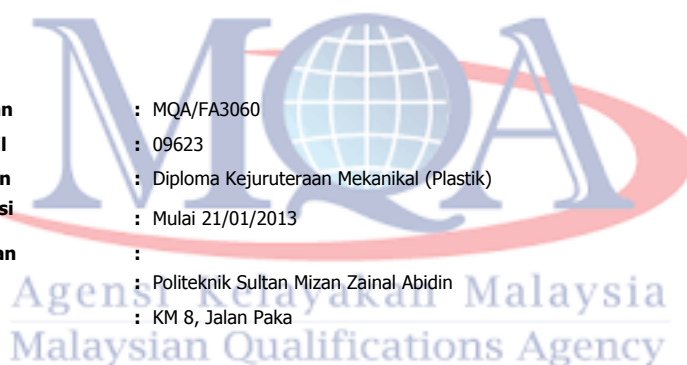 MQA
an : MQA/FA3060
l : 09623
n : Diploma Kejuruteraan Mekanikal (Plastik)
si : Mulai 21/01/2013
an :
: Politeknik Sultan Mizan Zainal Abidin
Agensi Kelayakan Malaysia
: KM 8, Jalan Paka
Malaysian Qualifications Agency